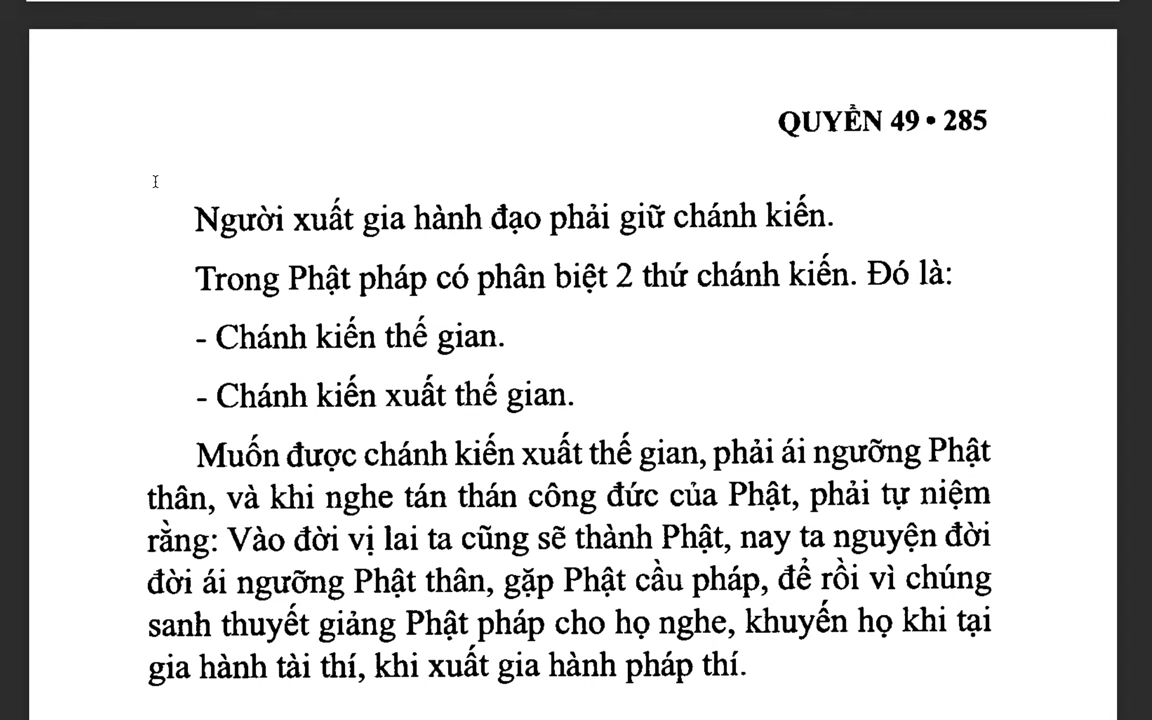 QUYỂN 49 • 285
Người xuất gia hành đạo phải giữ chánh kiến.
Trong Phật pháp có phân biệt 2 thứ chánh kiến. Đó là:
- Chánh kiến thế gian.
- Chánh kiến xuất thế gian.
Muốn được chánh kiến xuất thế gian, phải ái ngưỡng Phật
thân, và khi nghe tán thán công đức của Phật, phải tự niệm
rằng: Vào đời vị lai ta cũng sẽ thành Phật, nay ta nguyện đời
đời ái ngưỡng Phật thân, gặp Phật cầu pháp, để rồi vì chúng
sanh thuyết giảng Phật pháp cho họ nghe, khuyến họ khi tại
gia hành tài thí, khi xuất gia hành pháp thí.